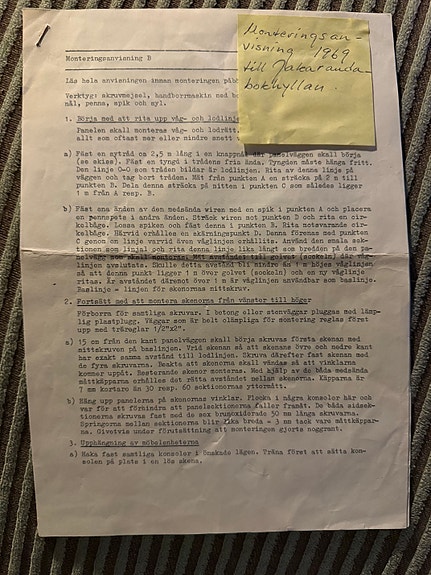 Monteringsan-
visning 1969
till Jakaranda-
bokhyllan.
Monteringsanvisning B
Läs hela anvisningen innan monteringen påbö
Verktyg: skruvmejsel, handborrmaskin med bo
nål, penna, spik och syl.
1. Börja med att rita upp våg- och lodlinje
Panelen skall monteras våg- och lodrätt.
allt som oftast mer eller mindre snett
a) Fäst en sytråd ca 2,5 m lång i en knappnål där panelväggen skall börja
(se skiss). Fäst en tyngd i trådens fria ända. Tyngden måste hänga fritt.
Den linje O-O som tråden bildar är lodlinjen. Rita av denna linje på
väggen och tag bort tråden. Mät från punkten A en sträcka på 2 m till
punkten B. Dela denna sträcka på mitten i punkten C som således ligger
1 m från A resp. B.
b) Fäst ena änden av den medsända wiren med en spik i punkten A och placera
en pennspets i andra änden. Sträck wiren mot punkten D och rita en cir-
kelbåge. Lossa spiken och fäst denna i punkten B. Rita motsvarande cir-
kelbåge. Härvid erhålles en skärningspunkt D. Denna förenas med punkten
C genom en linje varvid även våglinjen erhållits. Använd den smala sek-
tionen som linjal och rita denna linje lika långt som bredden på den pa-
nelvägg som skall monteras. Mät avståndet till golvet (sockeln) där våg-
linjen avslutats. Skulle detta avstånd bli mindre än 1 m höjes våglinjen
så att denna punkt ligger 1 m över golvet (sockeln) och en ny våglinje
ritas. Är avståndet däremot över 1 m är våglinjen användbar som baslinje.
Baslinje = linjen för skenornas mittskruv.
2. Fortsätt med att montera skenorna från vänster till höger
Förborra för samtliga skruvar. I betong eller stenväggar pluggas med läm-
plig plastplugg. Väggar som är helt olämpliga för montering reglas först
upp med träreglar 1/2"x2".
a) 15 cm från den kant panelväggen skall börja skruvas första skenan med
mittskruven på baslinjen. Vrid skenan så att skenans övre och nedre kant
har exakt samma avstånd till lodlinjen. Skruva därefter fast skenan med
de fyra skruvarna. Beakta att skenorna skall vändas så att vinklarna
kommer uppåt. Resterande skenor monteras. Med hjälp av de båda medsända
måttkäpparna erhålles det rätta avståndet mellan skenorna. Käpparna är
7 mm kortare än 30 resp. 60 sektionernas yttermått.
b) Häng upp panelerna på skenornas vinklar. Plocka i några konsoler här och
var för att förhindra att panelsektionerna faller framåt. De båda sidsek-
tionerna skruvas fast med de sex brunoxiderade 50 mm långa skruvarna.
Springorna mellan sektionerna blir lika breda = 3 mm tack vare måttkäppar-
na. Givetvis under förutsättning att monteringen gjorts noggrant.
3. Upphängning av möbelenheterna
a) Haka fast samtliga konsoler i önskade lägen. Träna först att sätta kon-
solen på plats i en lös skena.